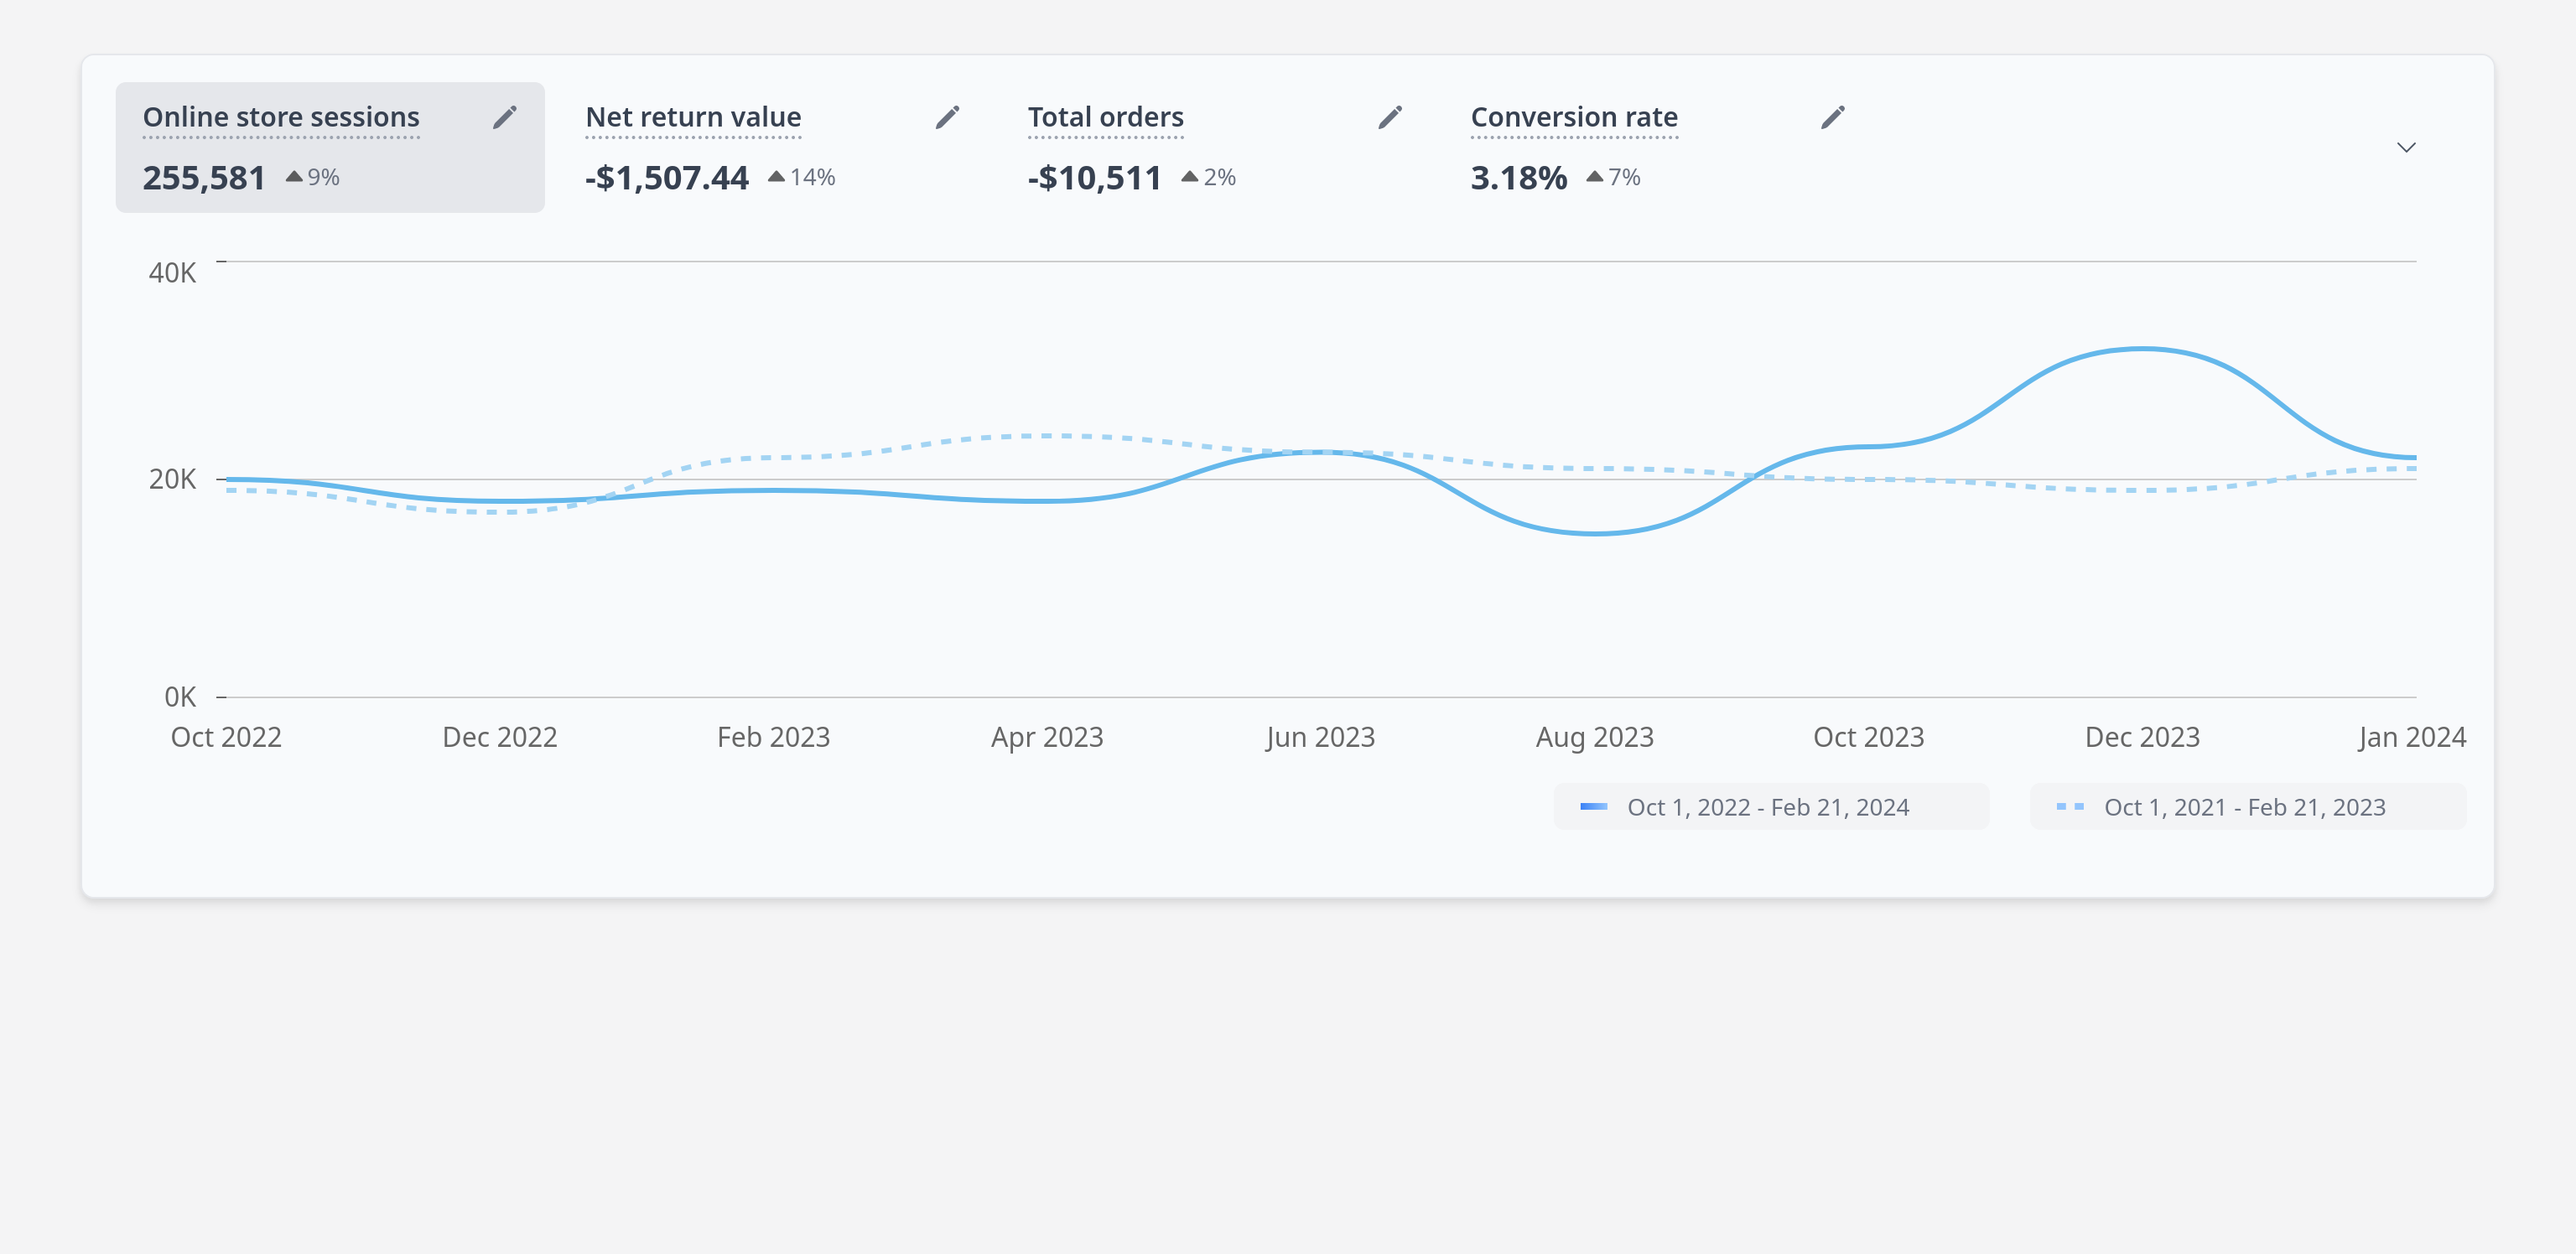 Online store sessions
255,581 9%
Net return value
-$1,507.44 14%
Total orders
-$10,511 2%
Conversion rate
3.18% 7%
40K
20K
0K
Oct 2022 Dec 2022 Feb 2023 Apr 2023 Jun 2023 Aug 2023 Oct 2023 Dec 2023 Jan 2024
Oct 1, 2022 - Feb 21, 2024 Oct 1, 2021 - Feb 21, 2023